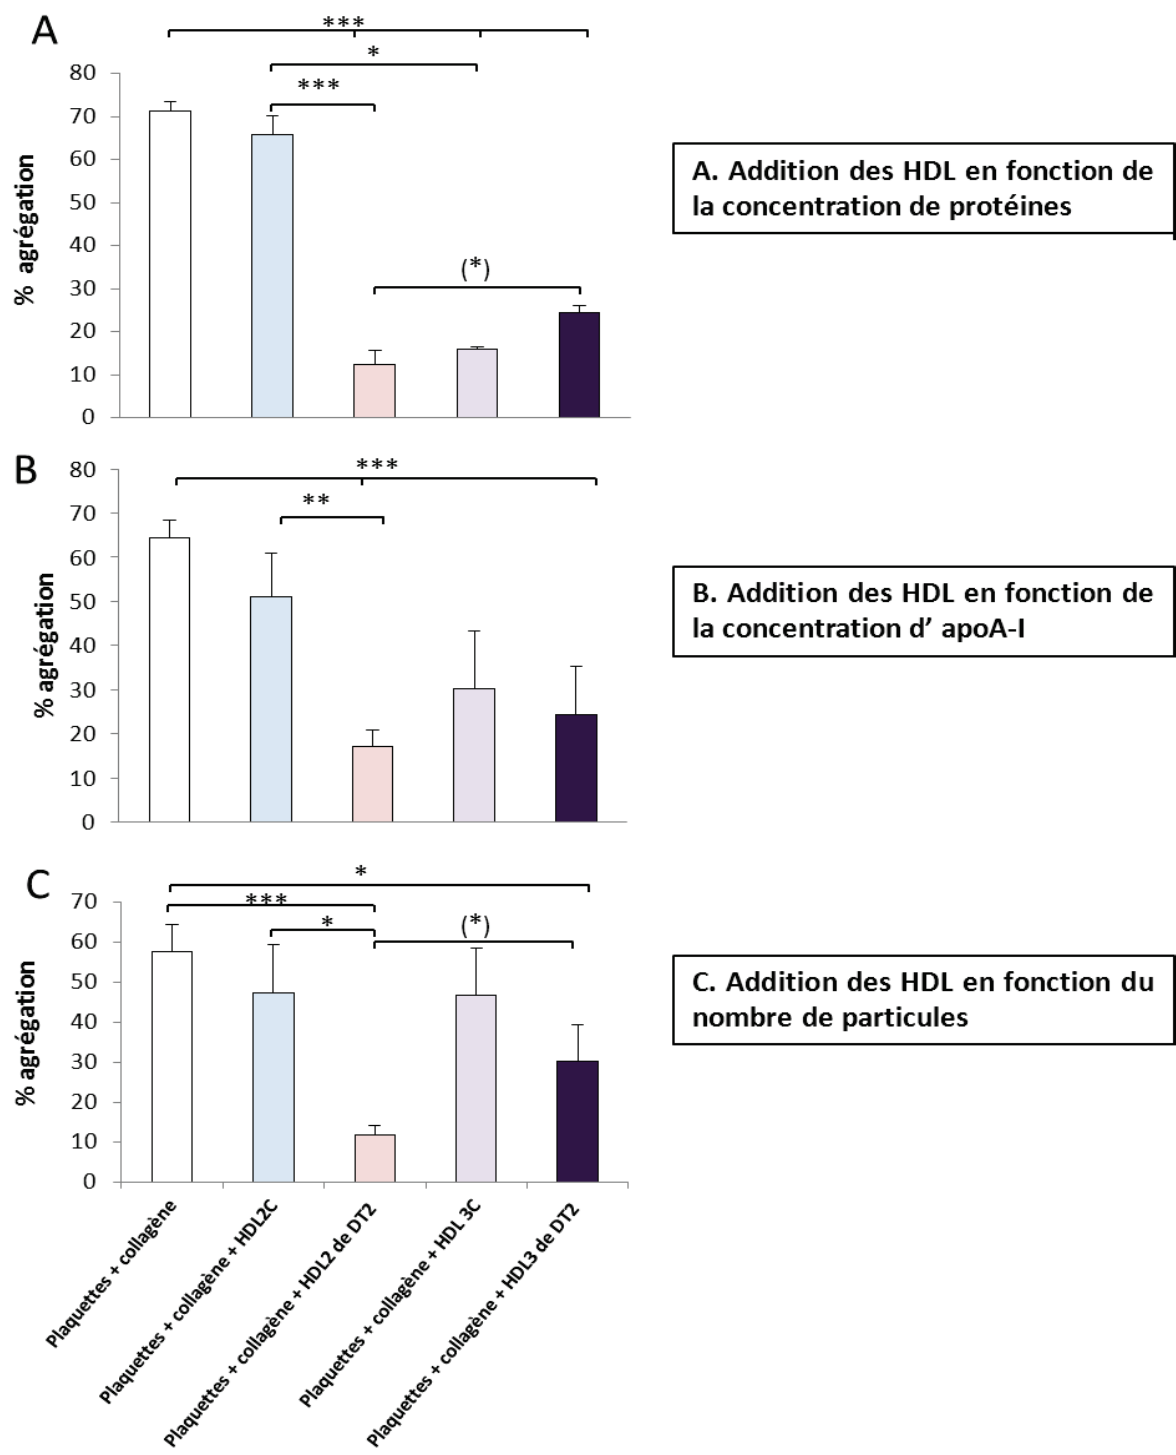 A
***
*
***
80
70
60
50
40
30
20
10
0
% agrégation
(*)
A. Addition des HDL en fonction de
la concentration de protéines
B
***
**
80
70
60
50
40
30
20
10
0
% agrégation
B. Addition des HDL en fonction de
la concentration d’ apoA-I
C
*
***
*
(*)
70
60
50
40
30
20
10
0
% agrégation
C. Addition des HDL en fonction du
nombre de particules
Plaquettes + collagène
Plaquettes + collagène + HDL2C
Plaquettes + collagène + HDL2 de DT2
Plaquettes + collagène + HDL 3C
Plaquettes + collagène + HDL3 de DT2